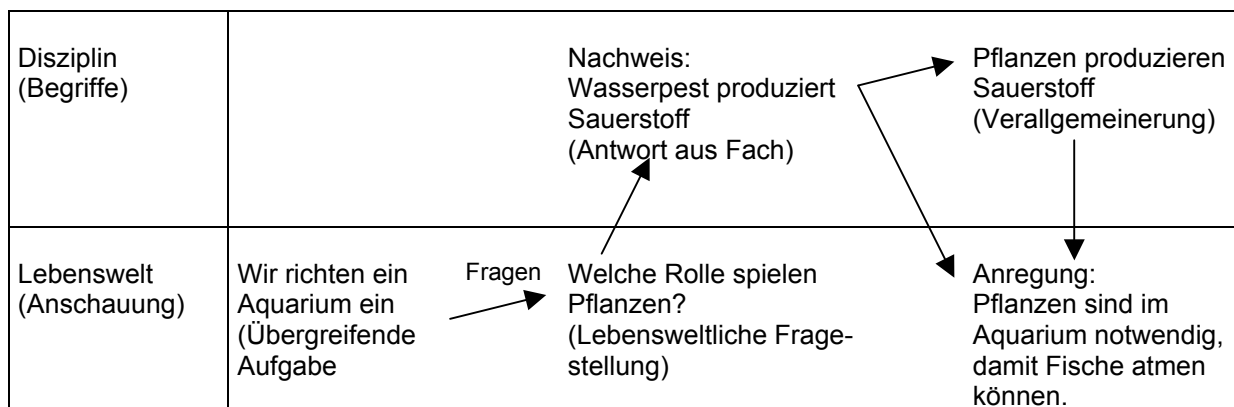 Disziplin
(Begriffe)
Nachweis:
Wasserpest produziert
Sauerstoff
(Antwort aus Fach)
Pflanzen produzieren
Sauerstoff
(Verallgemeinerung)
Lebenswelt
(Anschauung)
Wir richten ein
Aquarium ein
(Übergreifende
Aufgabe
Fragen
Welche Rolle spielen
Pflanzen?
(Lebensweltliche Frage-
stellung)
Anregung:
Pflanzen sind im
Aquarium notwendig,
damit Fische atmen
können.